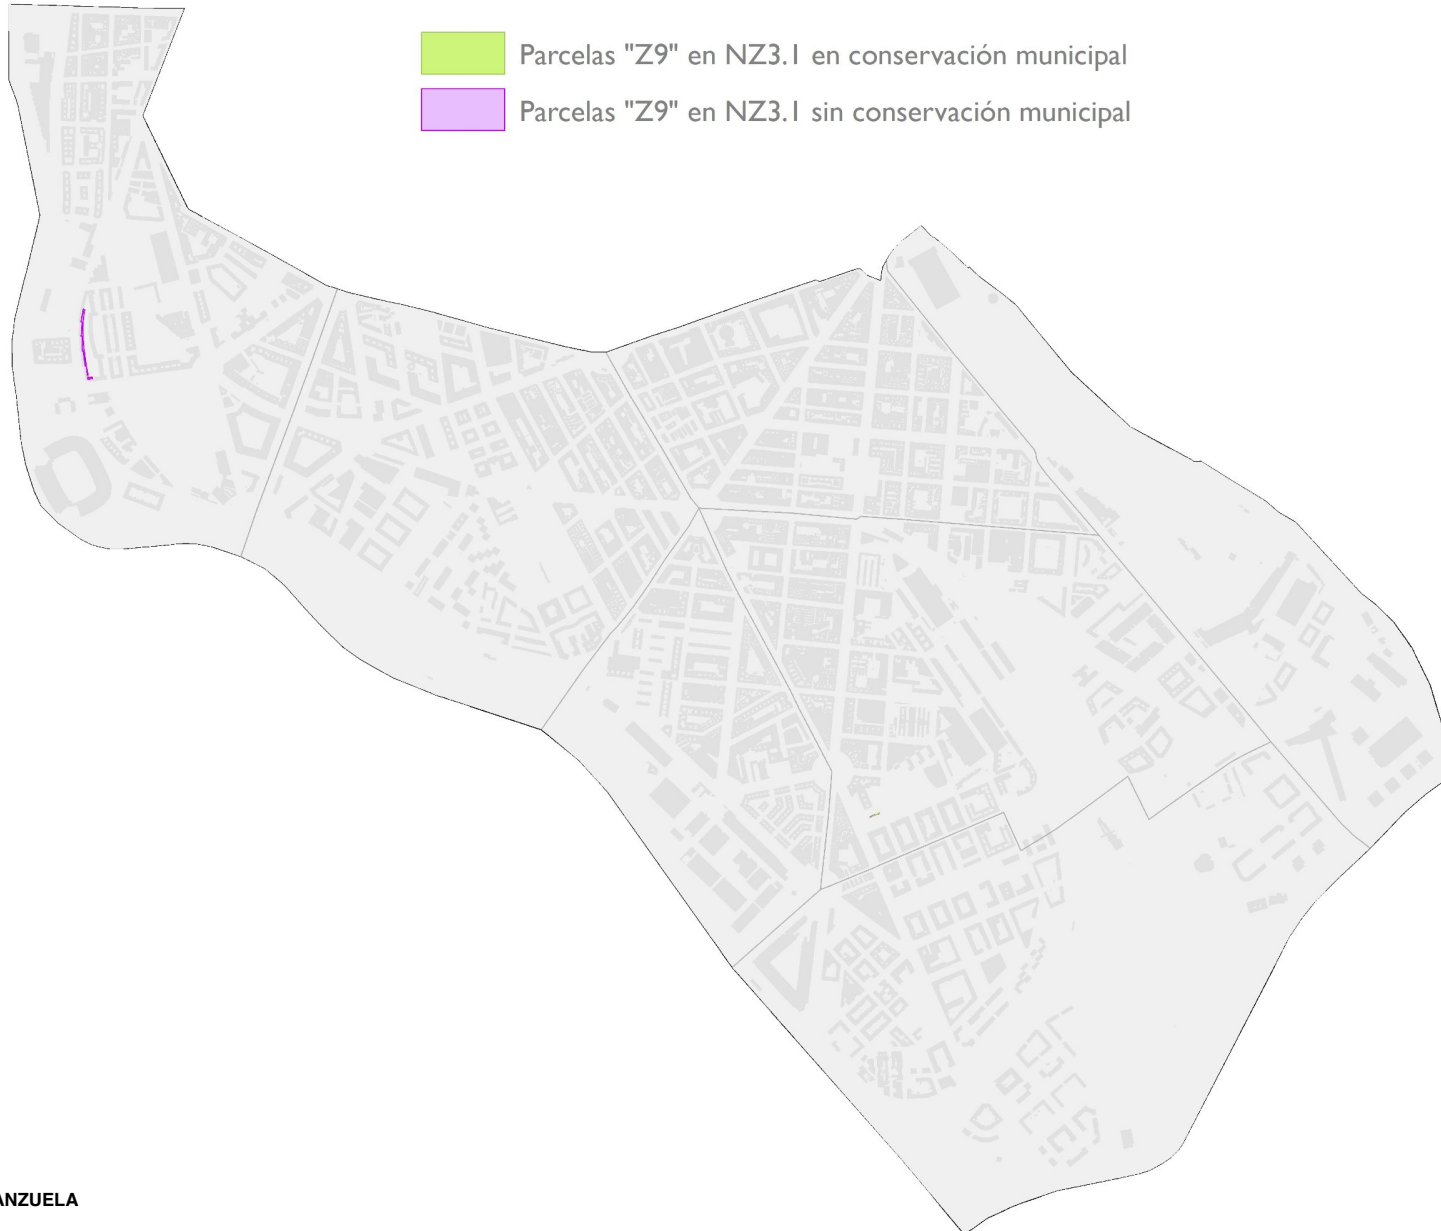 Parcelas "Z9" en NZ3.1 en conservación municipal
Parcelas "Z9" en NZ3.1 sin conservación municipal
ANZUELA